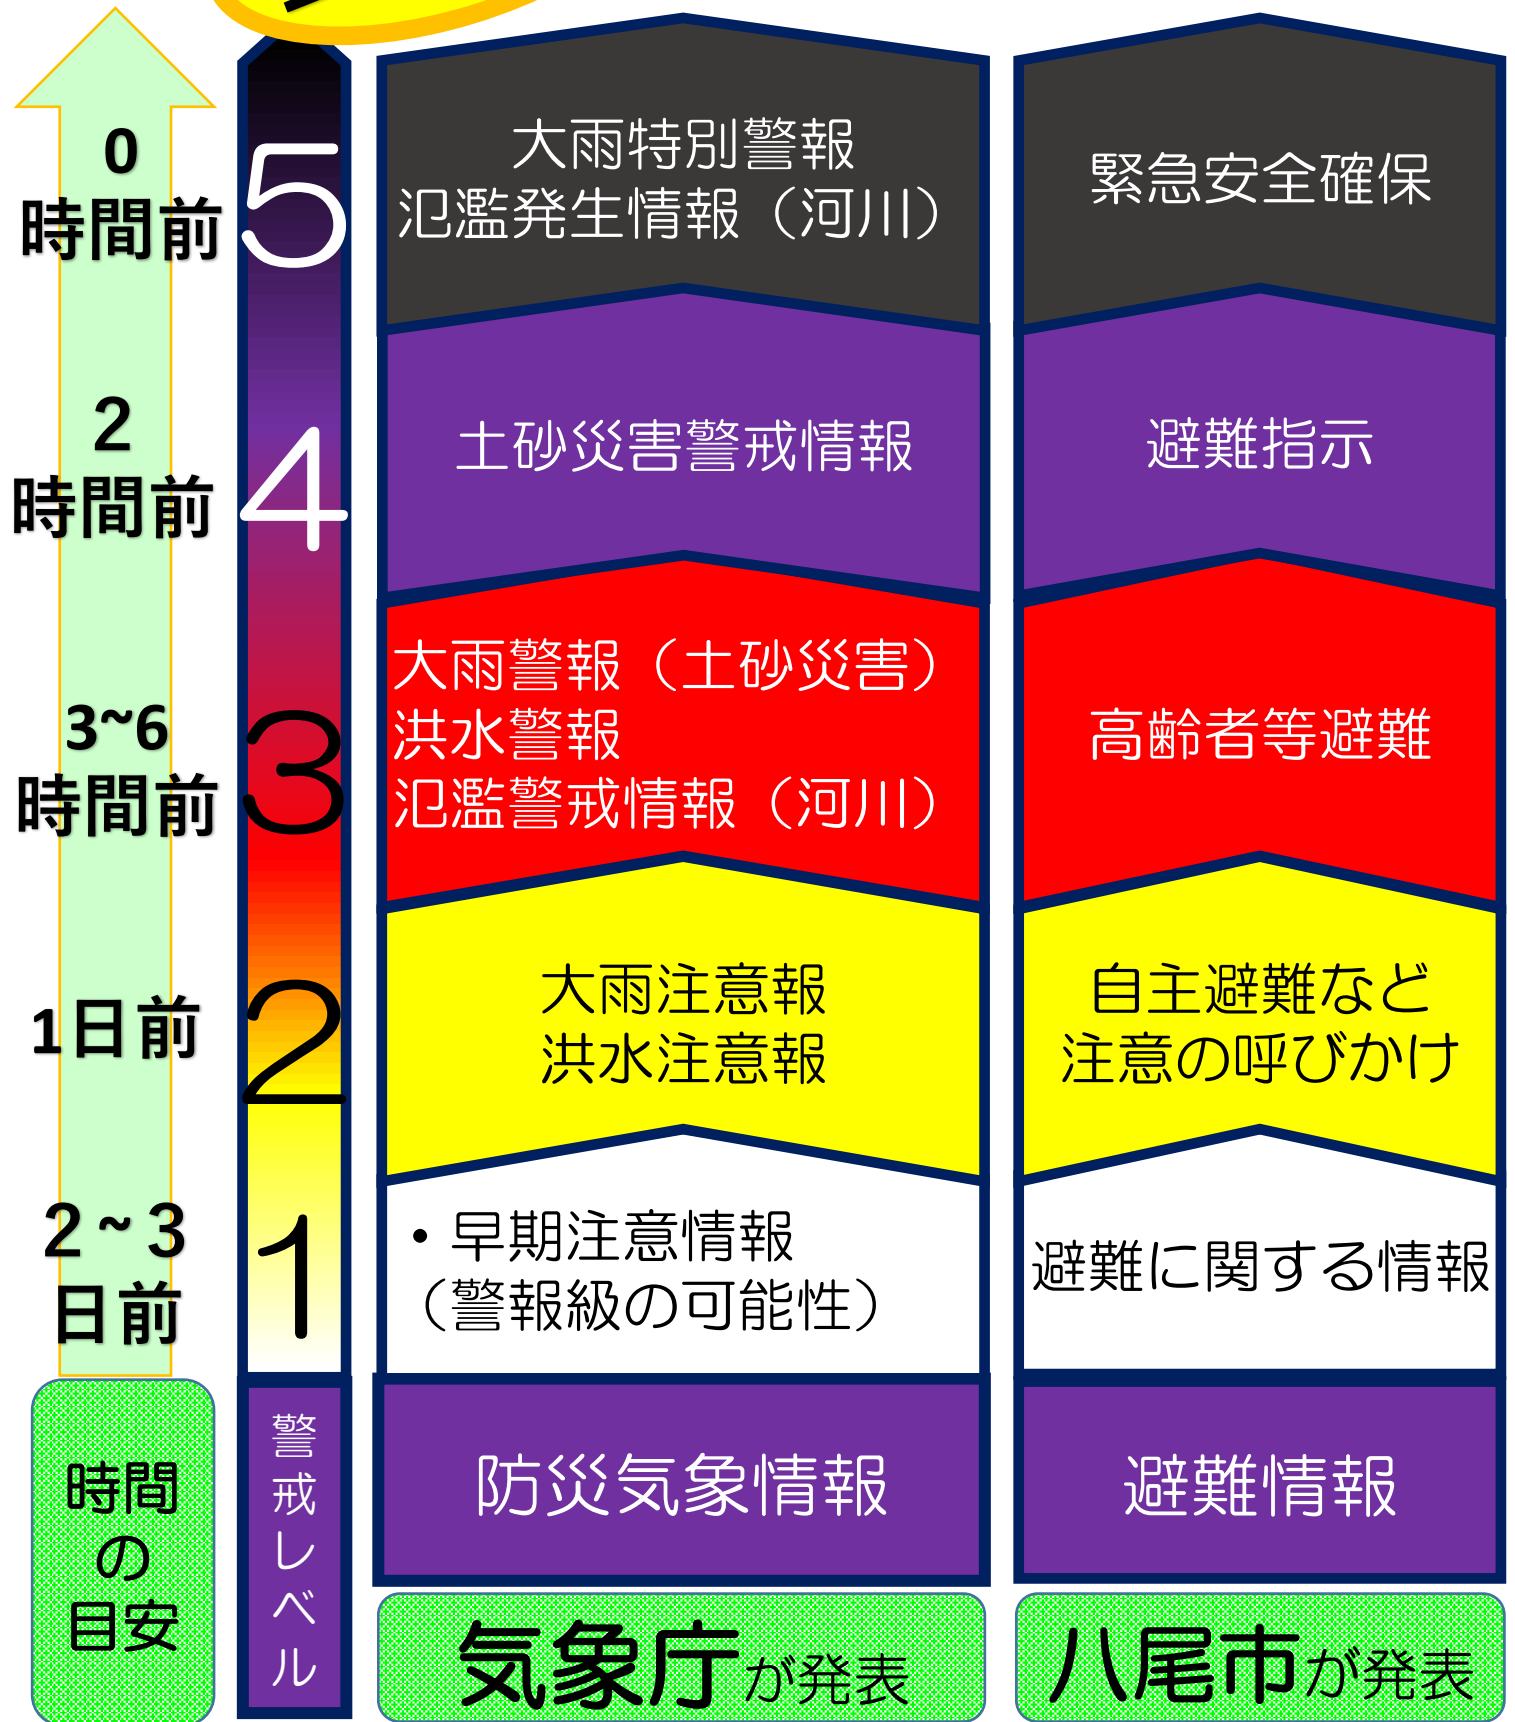 0
時間前
5
大雨特別警報
氾濫発生情報（河川）
緊急安全確保
2
時間前
4
土砂災害警戒情報
避難指示
3~6
時間前
3
大雨警報（土砂災害）
洪水警報
氾濫警戒情報（河川）
高齢者等避難
1日前
2
大雨注意報
洪水注意報
自主避難など
注意の呼びかけ
2~3
日前
1
・早期注意情報
（警報級の可能性）
避難に関する情報
時間
の
目安
警戒レベル
防災気象情報
避難情報
気象庁が発表
八尾市が発表